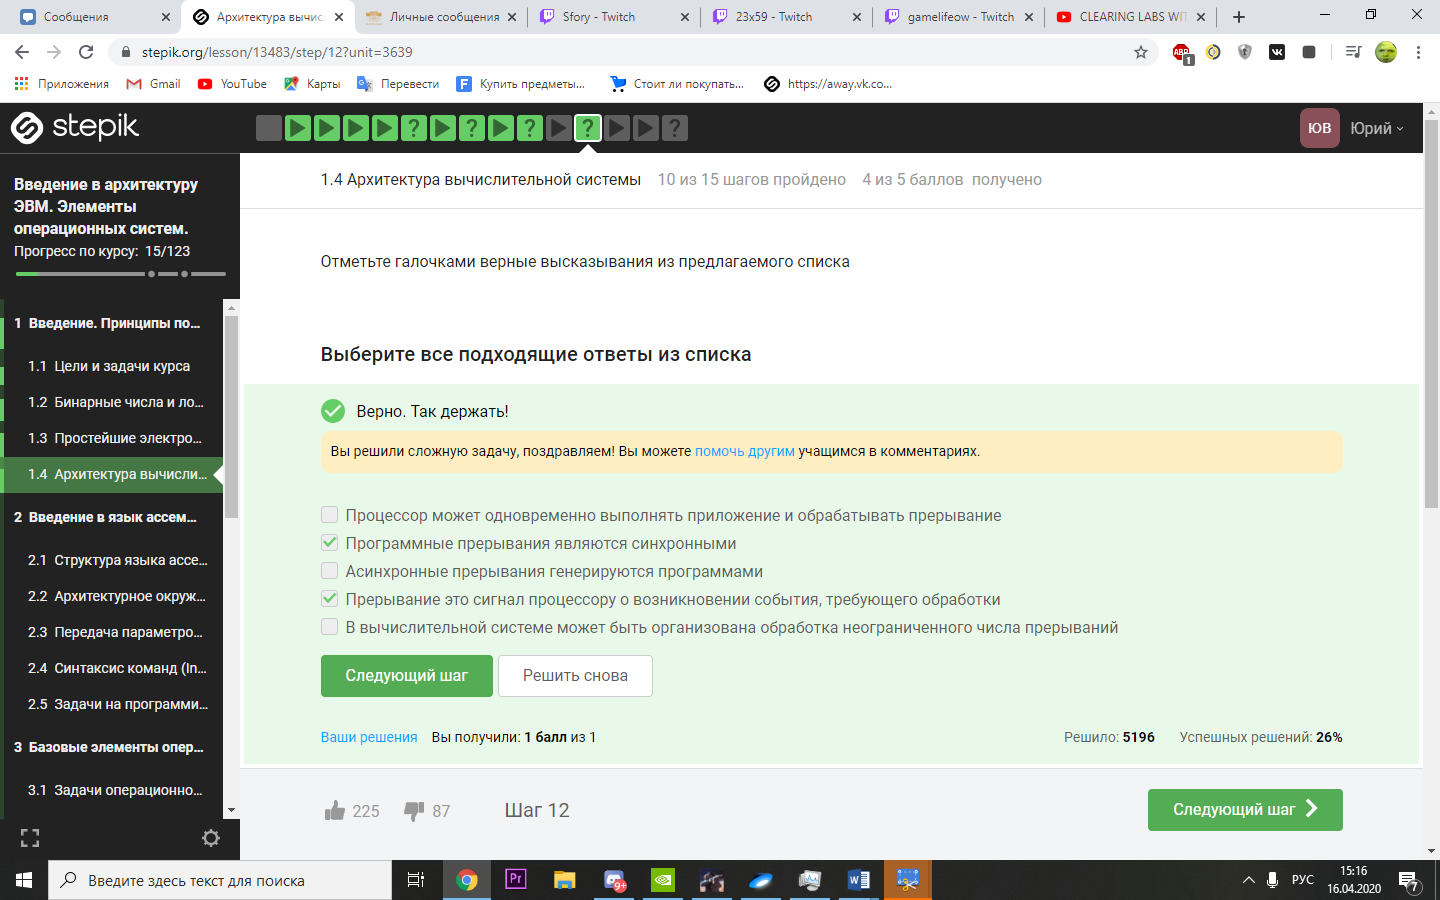 Сообщения
Архитектура вычис
Личные сообщения
Sfory - Twitch
23x59 - Twitch
gamelifeow - Twitch
CLEARING LABS WIT
stepik.org/lesson/13483/step/12?unit=3639
ABP
1
Приложения
Gmail
YouTube
Карты
Перевести
Купить предметы...
Стоит ли покупать...
https://away.vk.co...
stepik
ЮВ
Юрий
Введение в архитектуру
ЭВМ. Элементы
операционных систем.
Прогресс по курсу: 15/123
1 Введение. Принципы по...
1.1 Цели и задачи курса
1.2 Бинарные числа и ло...
1.3 Простейшие электро...
1.4 Архитектура вычисли...
2 Введение в язык ассем...
2.1 Структура языка ассе...
2.2 Архитектурное окруж...
2.3 Передача параметро...
2.4 Синтаксис команд (In...
2.5 Задачи на программи...
3 Базовые элементы опер...
3.1 Задачи операционно...
1.4 Архитектура вычислительной системы 10 из 15 шагов пройдено 4 из 5 баллов получено
Отметьте галочками верные высказывания из предлагаемого списка
Выберите все подходящие ответы из списка
Верно. Так держать!
Вы решили сложную задачу, поздравляем! Вы можете помочь другим учащимся в комментариях.
Процессор может одновременно выполнять приложение и обрабатывать прерывание
Программные прерывания являются синхронными
Асинхронные прерывания генерируются программами
Прерывание это сигнал процессору о возникновении события, требующего обработки
В вычислительной системе может быть организована обработка неограниченного числа прерываний
Следующий шаг
Решить снова
Ваши решения Вы получили: 1 балл из 1
Решило: 5196 Успешных решений: 26%
225
87
Шаг 12
Следующий шаг
Введите здесь текст для поиска
Pr
9+
РУС
15:16
16.04.2020
7